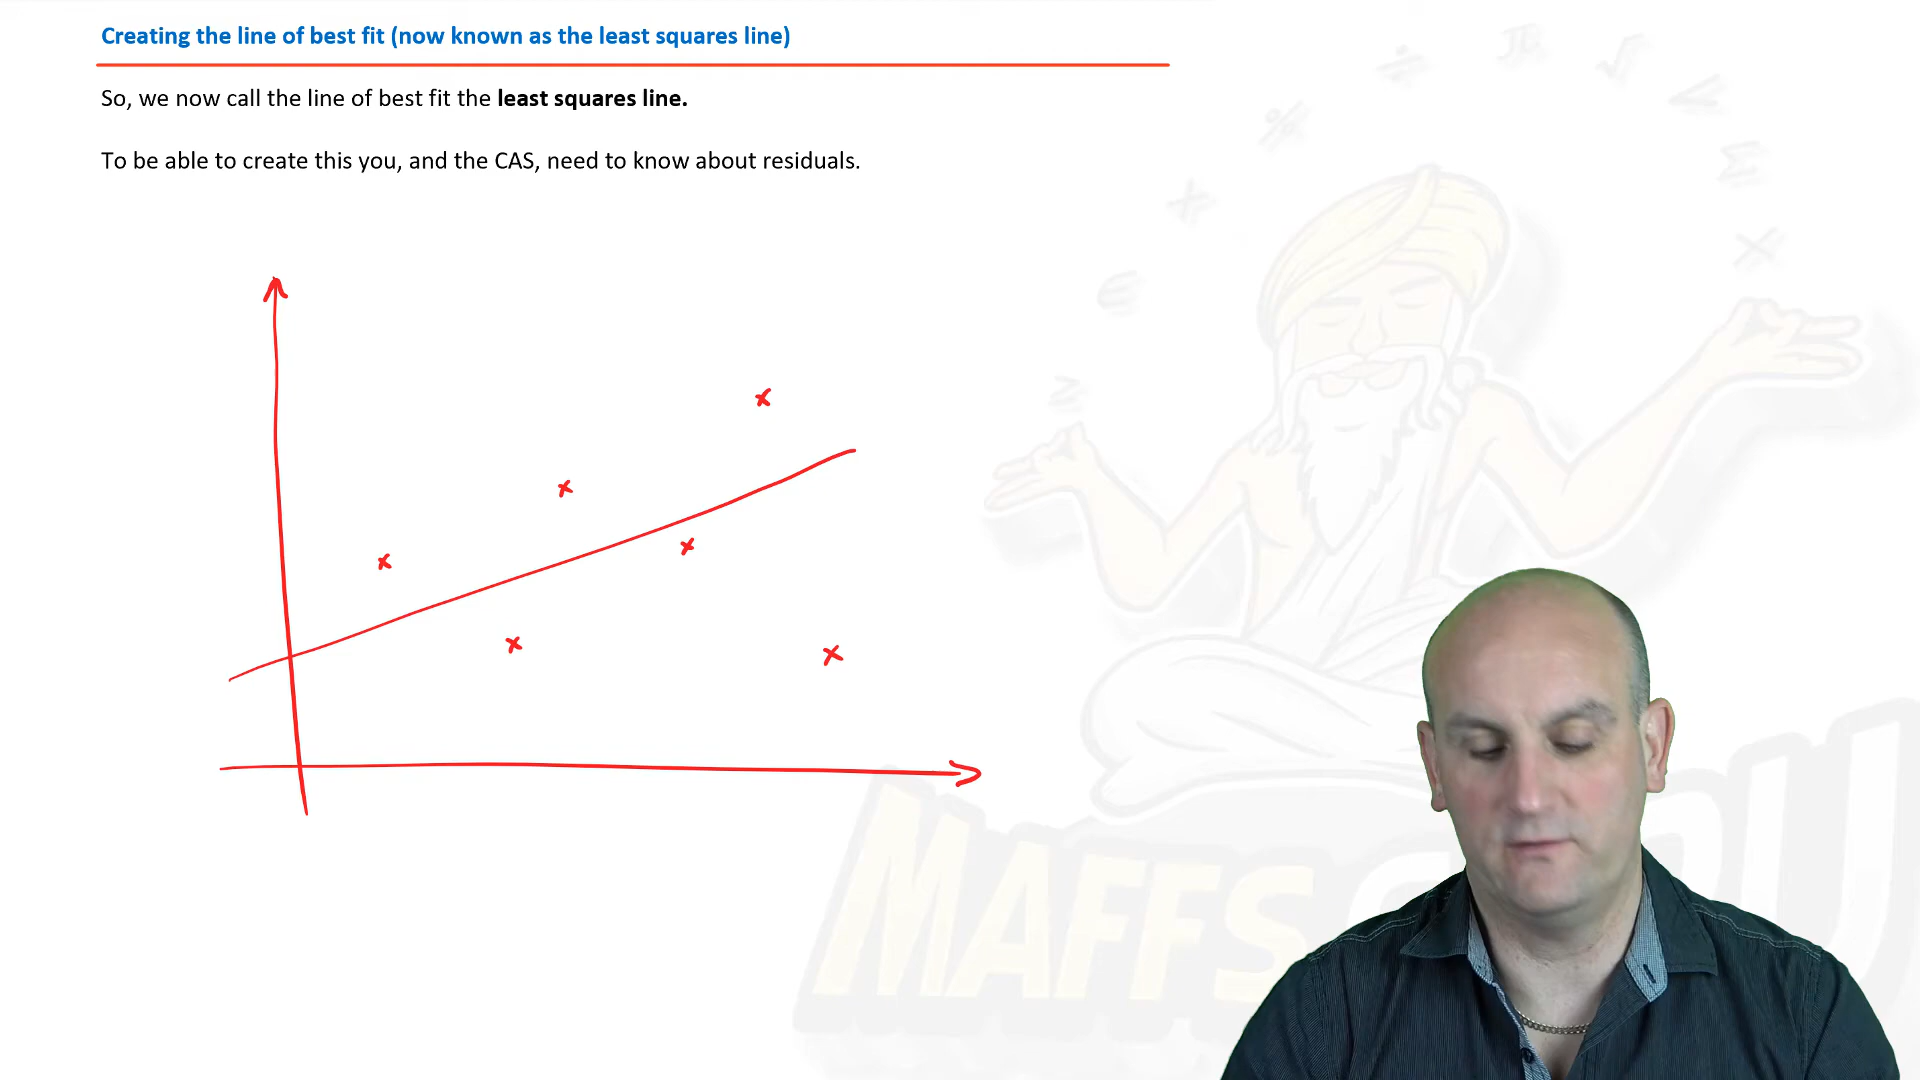 Creating the line of best fit (now known as the least squares line)
So, we now call the line of best fit the least squares line.
To be able to create this you, and the CAS, need to know about residuals.
MAFFS GURU